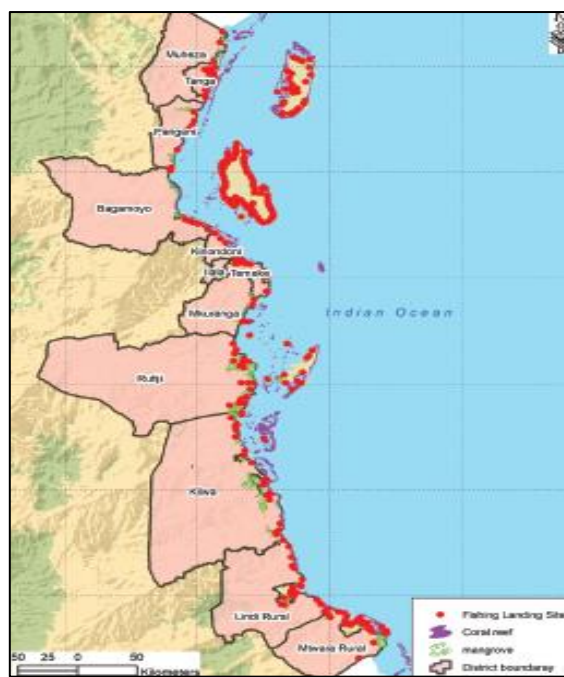 Muheza
Tanga
Pangani
Bagamoyo
Kinondoni
Ilala Temeke
Mkuranga
Indian Ocean
Rufiji
Kilwa
Lindi Rural
Mtwara Rural
Fishing Landing Site
Coral reef
mangrove
District boundaray
50 25 0 50
Kilometers